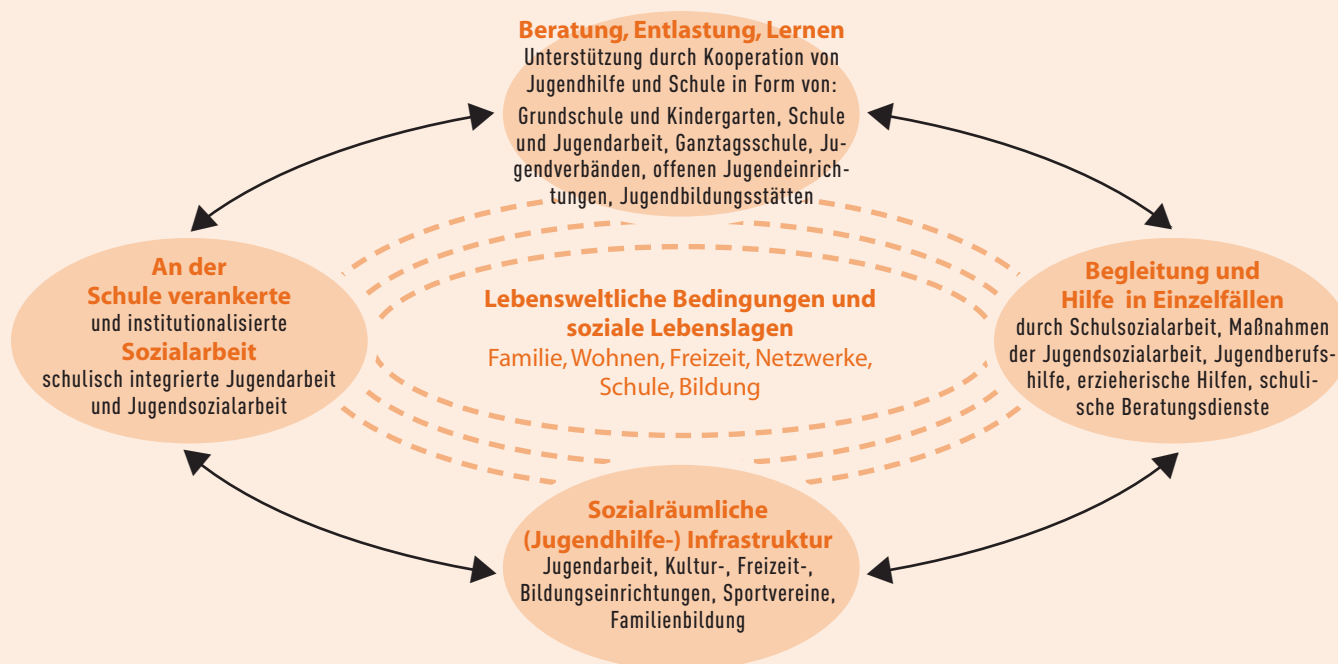 Beratung, Entlastung, Lernen
Unterstützung durch Kooperation von
Jugendhilfe und Schule in Form von:
Grundschule und Kindergarten, Schule
und Jugendarbeit, Ganztagsschule, Ju-
gendverbänden, offenen Jugendeinrich-
tungen, Jugendbildungsstätten
An der
Schule verankerte
und institutionalisierte
Sozialarbeit
schulisch integrierte Jugendarbeit
und Jugendsozialarbeit
Lebensweltliche Bedingungen und
soziale Lebenslagen
Familie, Wohnen, Freizeit, Netzwerke,
Schule, Bildung
Begleitung und
Hilfe in Einzelfällen
durch Schulsozialarbeit, Maßnahmen
der Jugendsozialarbeit, Jugendberufs-
hilfe, erzieherische Hilfen, schuli-
sche Beratungsdienste
Sozialräumliche
(Jugendhilfe-) Infrastruktur
Jugendarbeit, Kultur-, Freizeit-,
Bildungseinrichtungen, Sportvereine,
Familienbildung